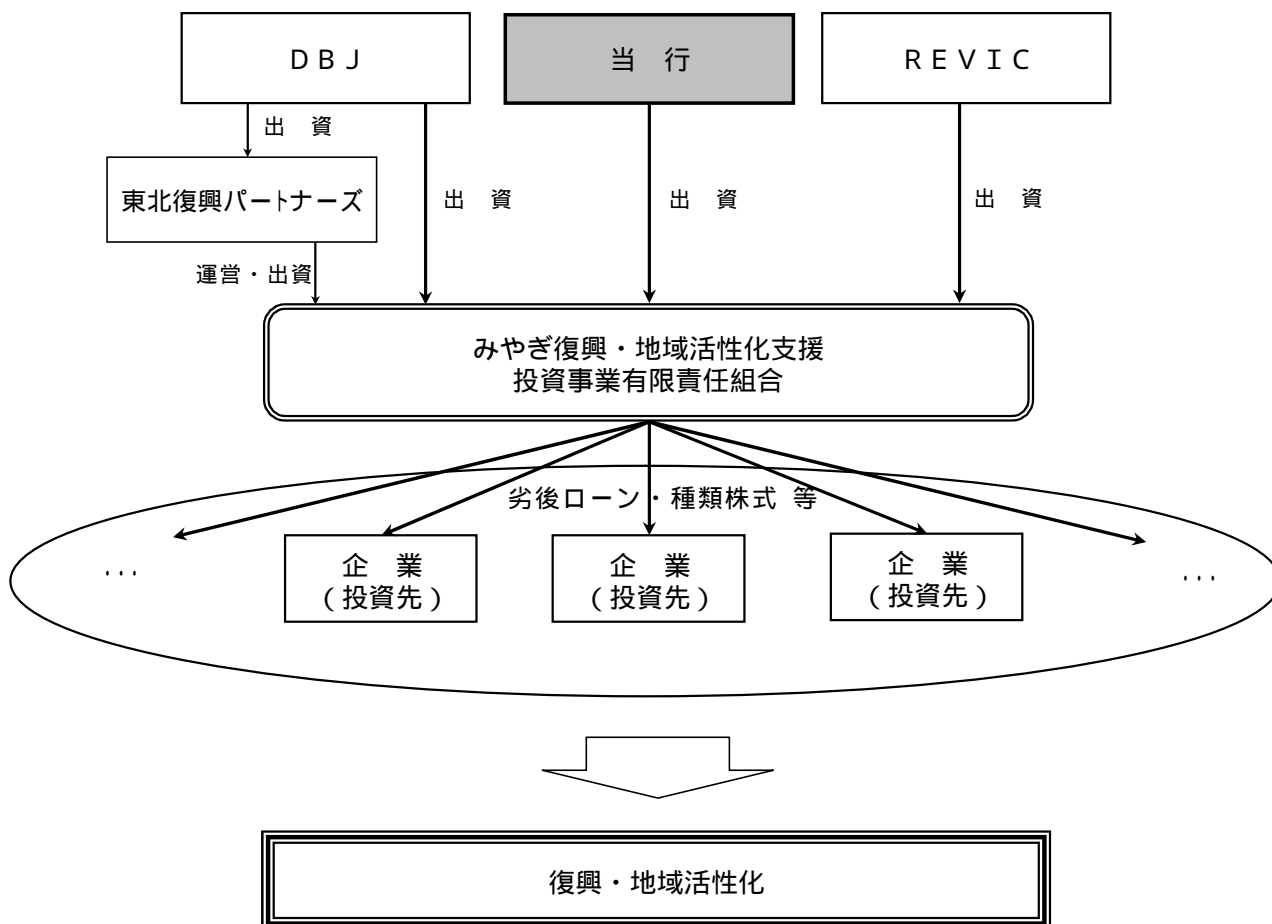 ＤＢＪ
当　行
ＲＥＶＩＣ
出　資
東北復興パートナーズ
出　資
出　資
出　資
運営・出資
みやぎ復興・地域活性化支援
投資事業有限責任組合
劣後ローン・種類株式 等
...
企　業
（投資先）
企　業
（投資先）
企　業
（投資先）
...
復興・地域活性化